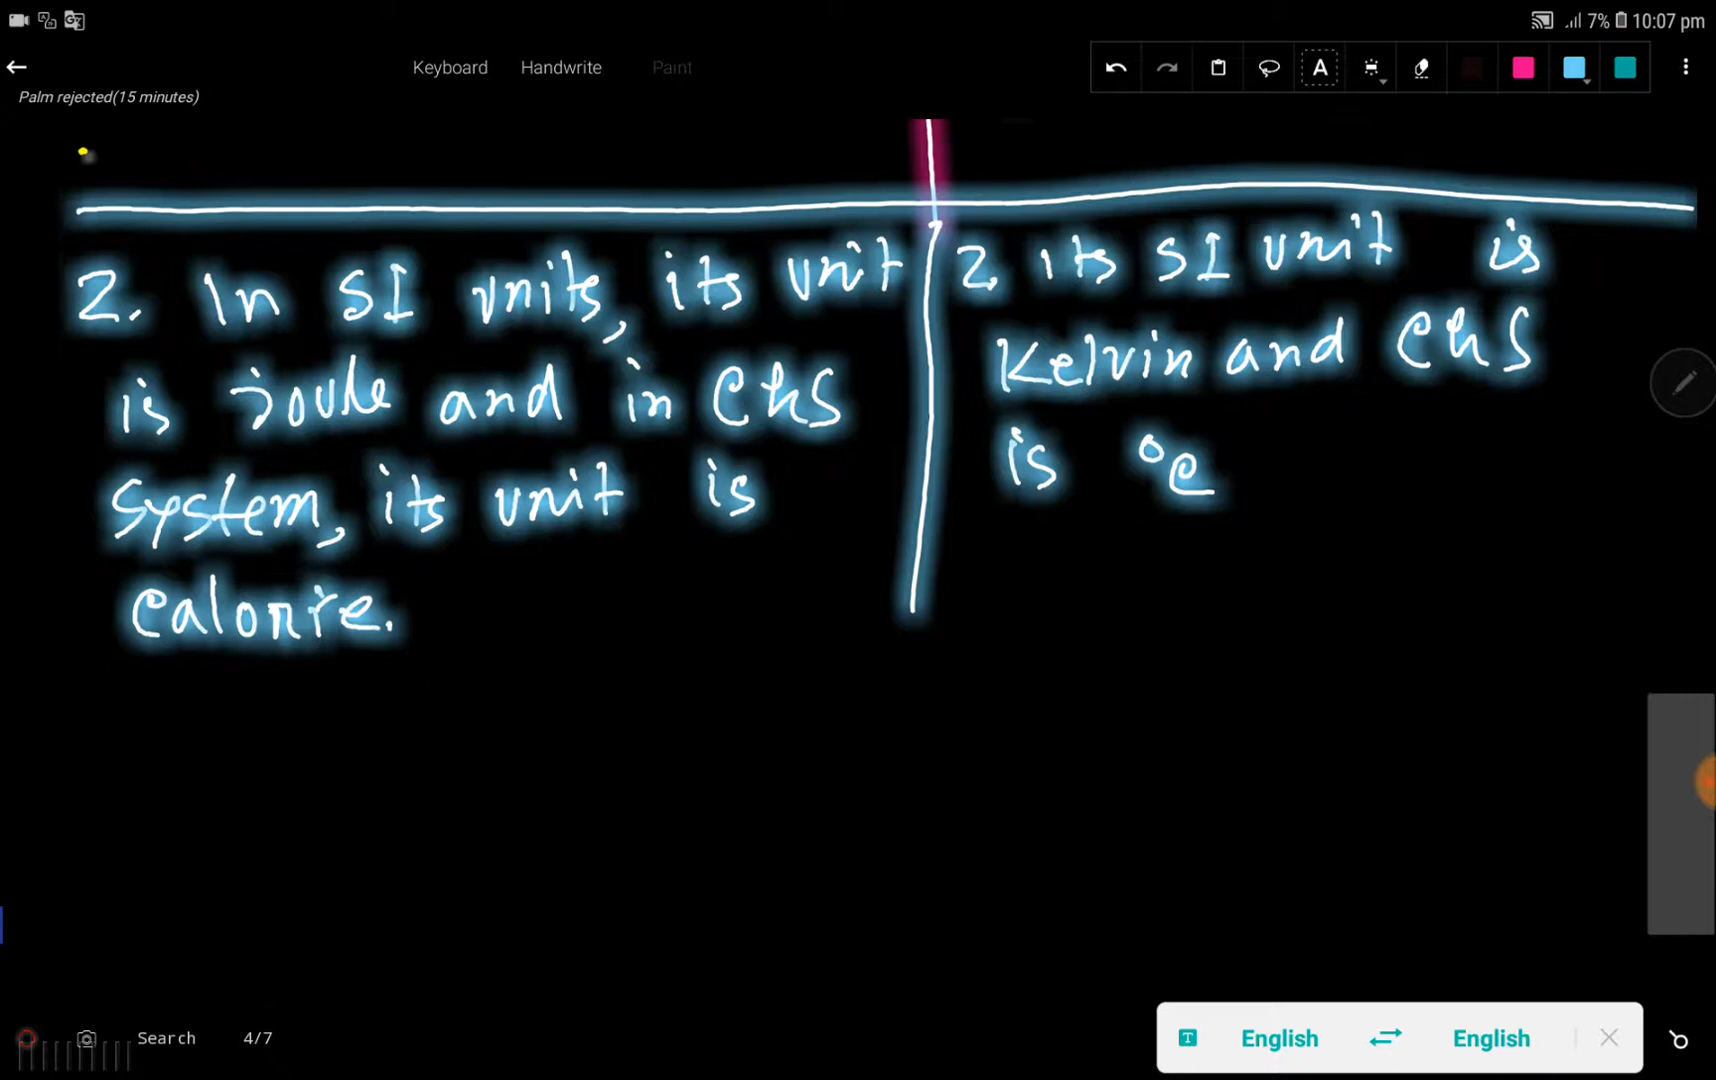 7% 10:07 pm
Keyboard Handwrite Paint
A
Palm rejected(15 minutes)
2. In SI units, its unit
is joule and in CGS
system, its unit is
calorie.
2. its SI unit is
Kelvin and CGS
is °C
Search 4/7
T English English